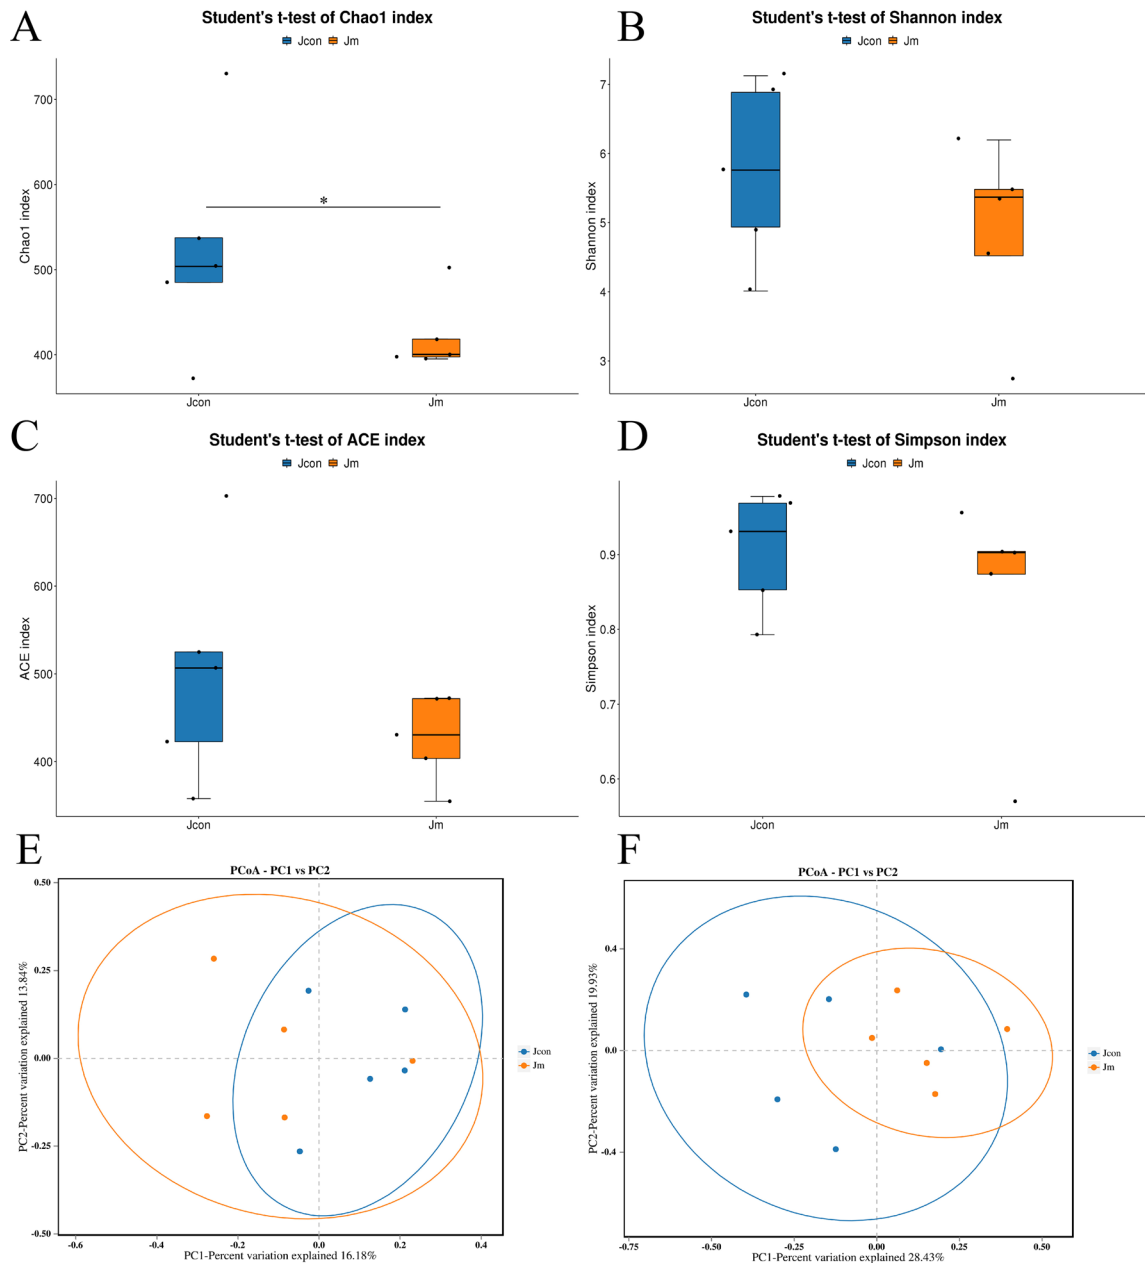 A
Student's t-test of Chao1 index
Jcon Jm
Chao1 index
700
600
500
400
*
Jcon Jm
B
Student's t-test of Shannon index
Jcon Jm
Shannon index
7
6
5
4
3
Jcon Jm
C
Student's t-test of ACE index
Jcon Jm
ACE index
700
600
500
400
Jcon Jm
D
Student's t-test of Simpson index
Jcon Jm
Simpson index
0.9
0.8
0.7
0.6
Jcon Jm
E
PCoA - PC1 vs PC2
PC2-Percent variation explained 13.84%
0.50
0.25
0.00
-0.25
-0.50
-0.6 -0.4 -0.2 0.0 0.2 0.4
PC1-Percent variation explained 16.18%
Jcon
Jm
F
PCoA - PC1 vs PC2
PC2-Percent variation explained 19.93%
0.4
0.0
-0.4
-0.75 -0.50 -0.25 0.00 0.25 0.50
PC1-Percent variation explained 28.43%
Jcon
Jm